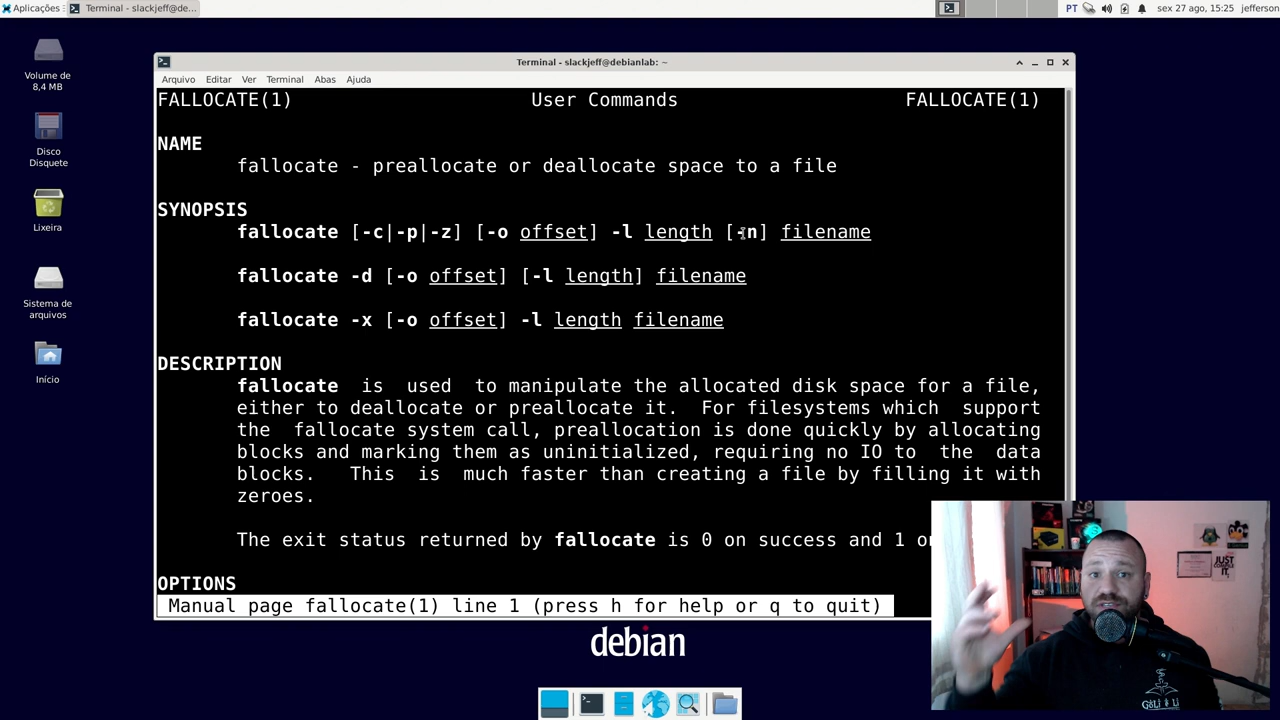 Aplicações
Terminal - slackjeff@de...
PT
sex 27 ago, 15:25
jefferson
Volume de
8,4 MB
Disco
Disquete
Lixeira
Sistema de
arquivos
Início
Terminal - slackjeff@debianlab: ~
Arquivo Editar Ver Terminal Abas Ajuda
FALLOCATE(1) User Commands FALLOCATE(1)
NAME
fallocate - preallocate or deallocate space to a file
SYNOPSIS
fallocate [-c|-p|-z] [-o offset] -l length [-n] filename
fallocate -d [-o offset] [-l length] filename
fallocate -x [-o offset] -l length filename
DESCRIPTION
fallocate is used to manipulate the allocated disk space for a file,
either to deallocate or preallocate it. For filesystems which support
the fallocate system call, preallocation is done quickly by allocating
blocks and marking them as uninitialized, requiring no IO to the data
blocks. This is much faster than creating a file by filling it with
zeroes.
The exit status returned by fallocate is 0 on success and 1 o
OPTIONS
Manual page fallocate(1) line 1 (press h for help or q to quit)
debian
JUST